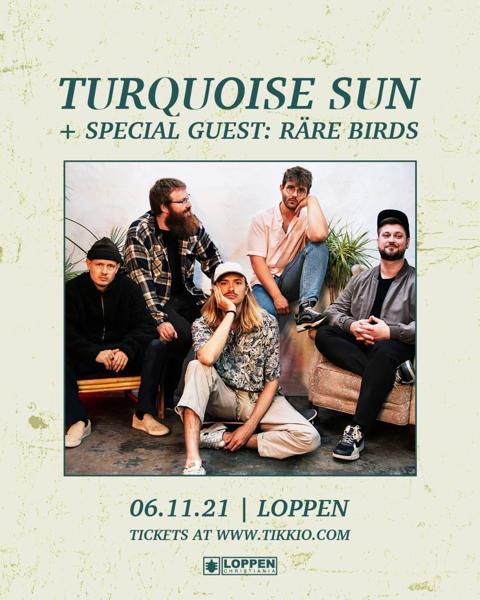 TURQUOISE SUN
+ SPECIAL GUEST: RÄRE BIRDS
06.11.21 | LOPPEN
TICKETS AT WWW.TIKKIO.COM
LOPPEN
CHRISTIANIA